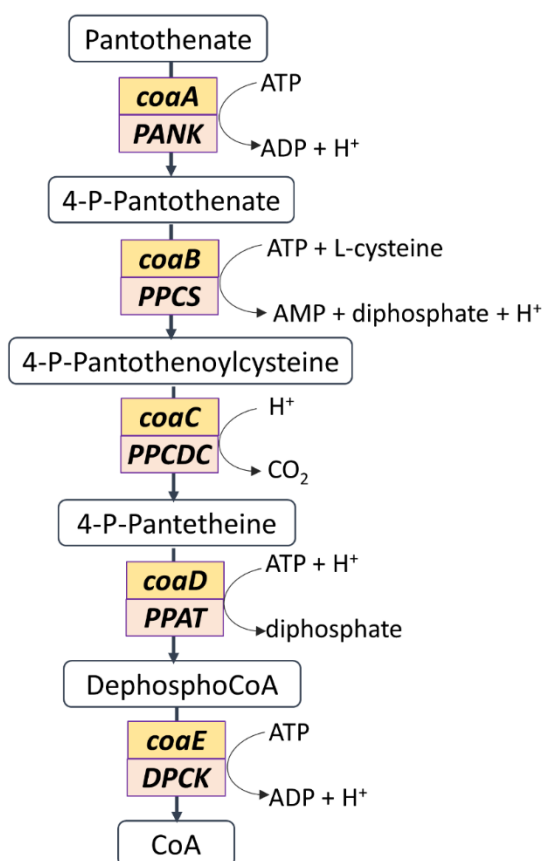 Pantothenate
coaA
ATP
PANK
ADP + H⁺
4-P-Pantothenate
coaB
ATP + L-cysteine
PPCS
AMP + diphosphate + H⁺
4-P-Pantothenoylcysteine
coaC
H⁺
PPCDC
CO₂
4-P-Pantetheine
coaD
ATP + H⁺
PPAT
diphosphate
DephosphoCoA
coaE
ATP
DPCK
ADP + H⁺
CoA